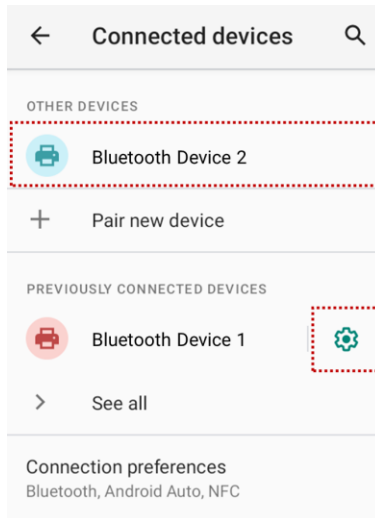 Connected devices
OTHER DEVICES
Bluetooth Device 2
Pair new device
PREVIOUSLY CONNECTED DEVICES
Bluetooth Device 1
See all
Connection preferences
Bluetooth, Android Auto, NFC